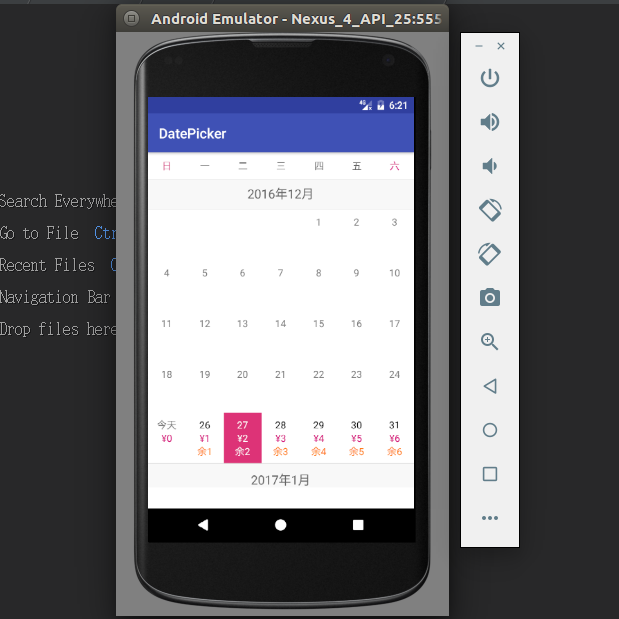 Android Emulator - Nexus_4_API_25:555
Search Everywhe
Go to File Ctr
Recent Files C
Navigation Bar
Drop files here
4G 6:21
DatePicker
日 一 二 三 四 五 六
2016年12月
1 2 3
4 5 6 7 8 9 10
11 12 13 14 15 16 17
18 19 20 21 22 23 24
今天 26 27 28 29 30 31
¥0 ¥1 ¥2 ¥3 ¥4 ¥5 ¥6
余1 余2 余3 余4 余5 余6
2017年1月